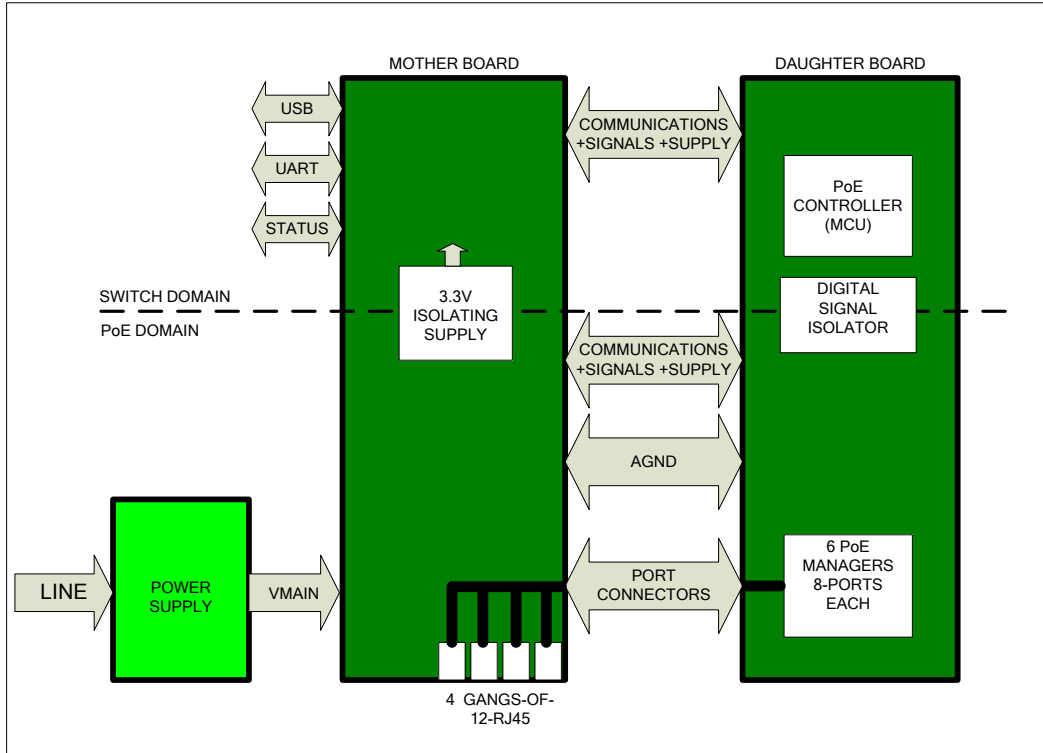 MOTHER BOARD
DAUGHTER BOARD
USB
UART
STATUS
COMMUNICATIONS
+SIGNALS +SUPPLY
PoE
CONTROLLER
(MCU)
SWITCH DOMAIN
PoE DOMAIN
3.3V
ISOLATING
SUPPLY
DIGITAL
SIGNAL
ISOLATOR
COMMUNICATIONS
+SIGNALS +SUPPLY
AGND
LINE
POWER
SUPPLY
VMAIN
PORT
CONNECTORS
6 PoE
MANAGERS
8-PORTS
EACH
4 GANGS-OF-
12-RJ45